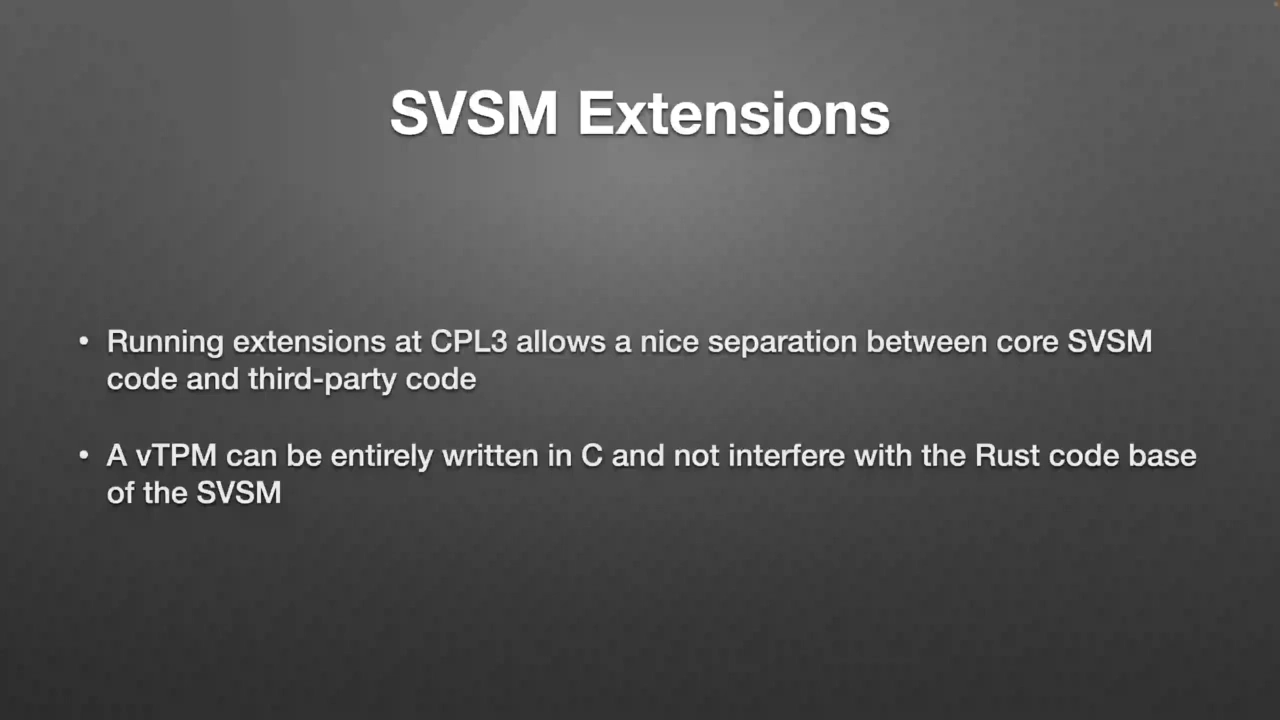 SVSM Extensions
• Running extensions at CPL3 allows a nice separation between core SVSM
code and third-party code
• A vTPM can be entirely written in C and not interfere with the Rust code base
of the SVSM